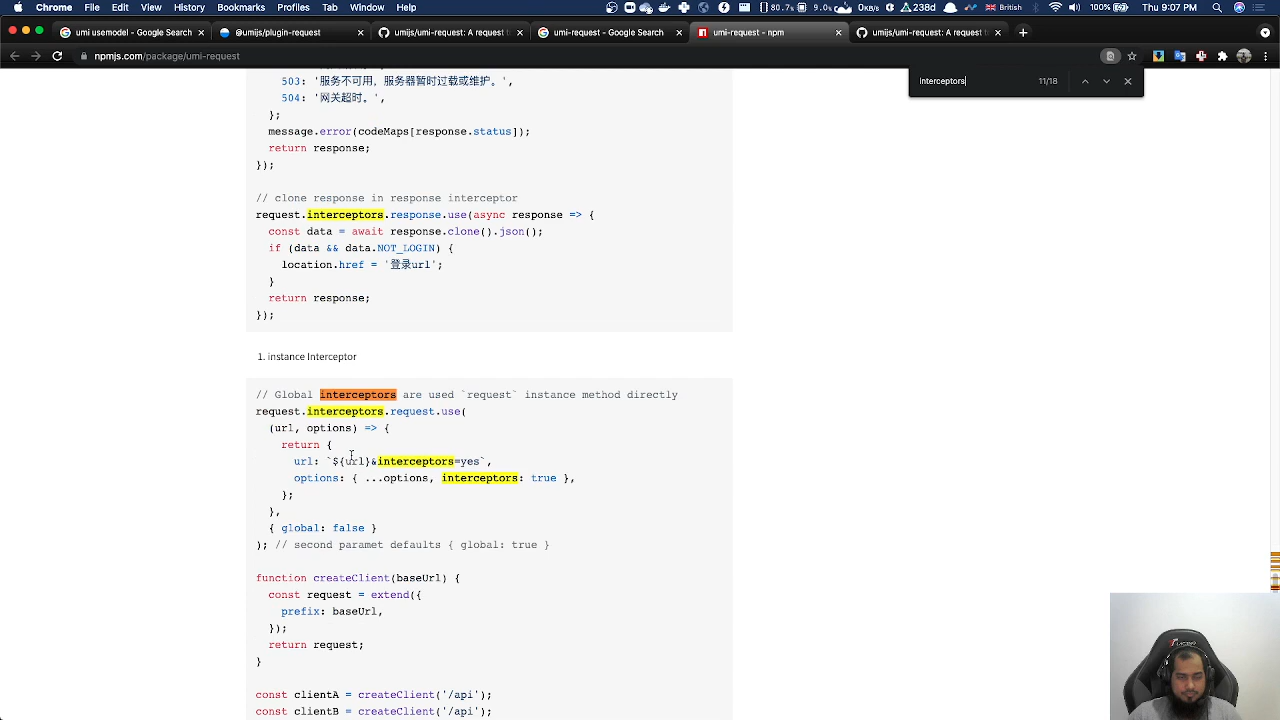 Chrome File Edit View History Bookmarks Profiles Tab Window Help 80.7% 9.0 0kB/s 238d British 100% Thu 9:07 PM
umi usemodel - Google Search @umijs/plugin-request umijs/umi-request: A request t umi-request - Google Search umi-request - npm umijs/umi-request: A request t
npmjs.com/package/umi-request
interceptors 11/18
503: '服务不可用，服务器暂时过载或维护。',
504: '网关超时。',
};
message.error(codeMaps[response.status]);
return response;
});
// clone response in response interceptor
request.interceptors.response.use(async response => {
const data = await response.clone().json();
if (data && data.NOT_LOGIN) {
location.href = '登录url';
}
return response;
});
1. instance Interceptor
// Global interceptors are used `request` instance method directly
request.interceptors.request.use(
(url, options) => {
return {
url: `${url}&interceptors=yes`,
options: { ...options, interceptors: true },
};
},
{ global: false }
); // second paramet defaults { global: true }
function createClient(baseUrl) {
const request = extend({
prefix: baseUrl,
});
return request;
}
const clientA = createClient('/api');
const clientB = createClient('/api');